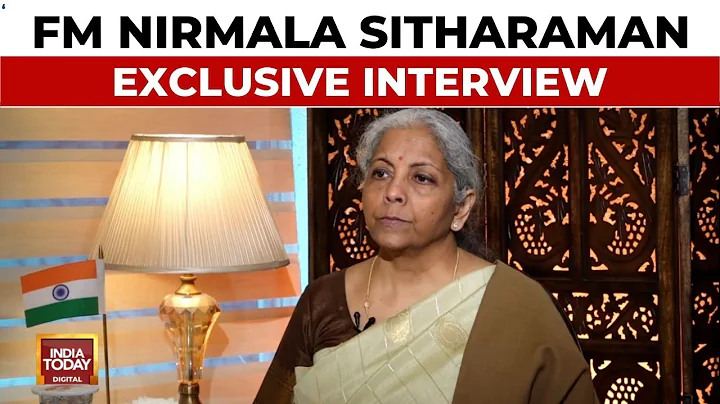 FM NIRMALA SITHARAMAN
EXCLUSIVE INTERVIEW
INDIA
TODAY
DIGITAL